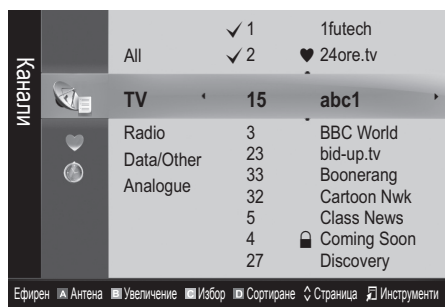 Канали
✓ 1 1futech
All ✓ 2 ♥ 24ore.tv
TV 15 abc1
Radio 3 BBC World
Data/Other 23 bid-up.tv
Analogue 33 Boonerang
32 Cartoon Nwk
5 Class News
4 Coming Soon
27 Discovery
Ефирен A Антена B Увеличение C Избор D Сортиране Страница Инструменти